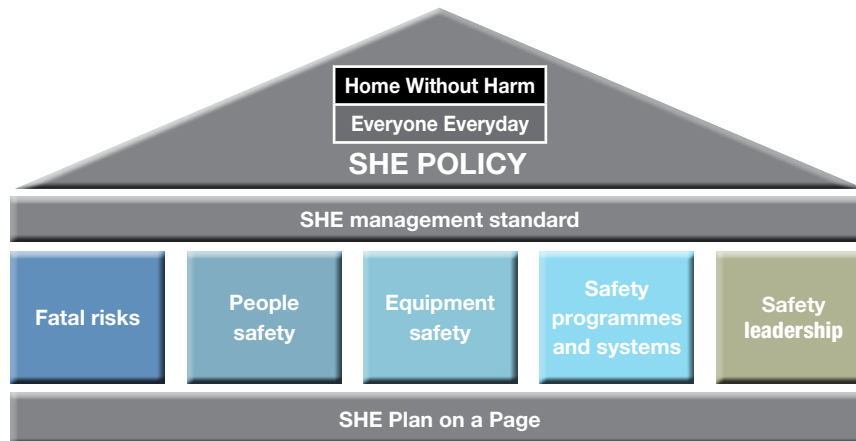 Home Without Harm
Everyone Everyday
SHE POLICY
SHE management standard
Fatal risks
People
safety
Equipment
safety
Safety
programmes
and systems
Safety
leadership
SHE Plan on a Page